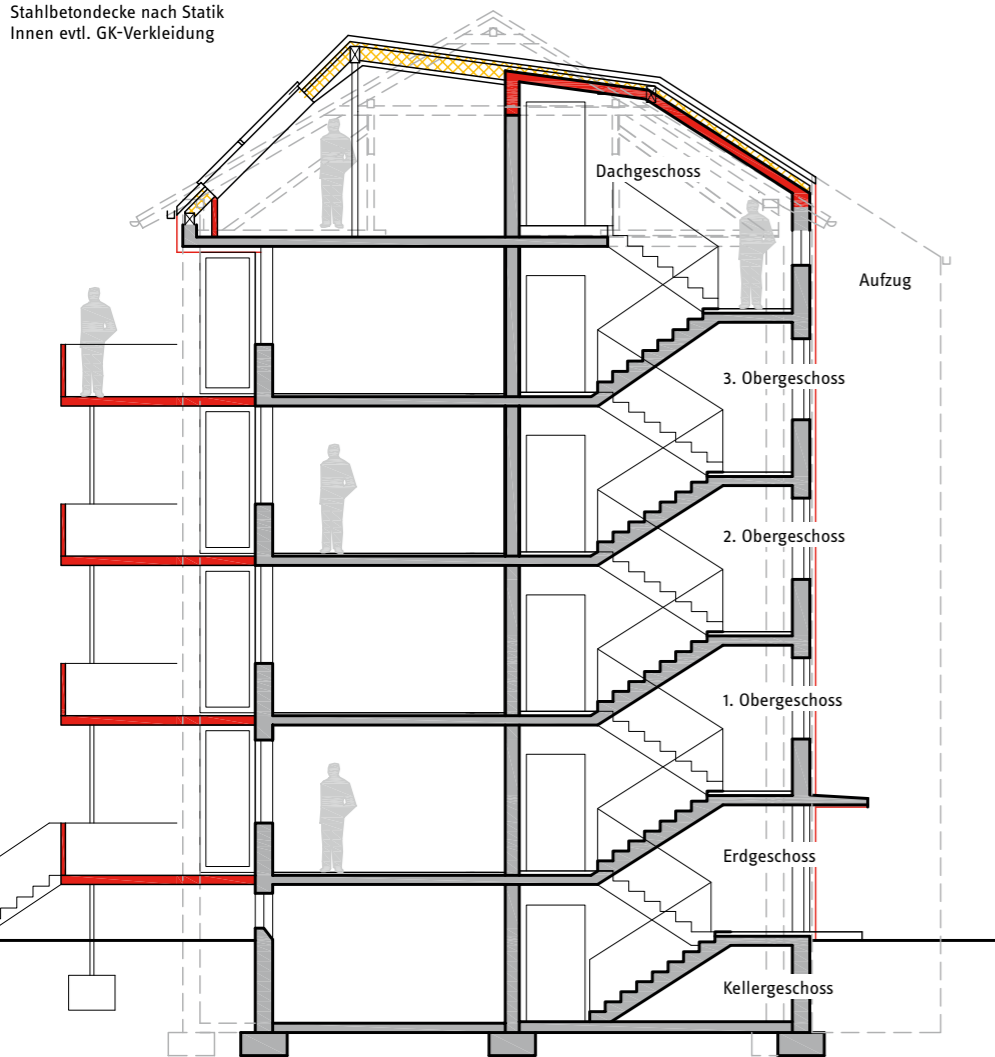 Stahlbetondecke nach Statik
Innen evtl. GK-Verkleidung
Dachgeschoss
Aufzug
3. Obergeschoss
2. Obergeschoss
1. Obergeschoss
Erdgeschoss
Kellergeschoss